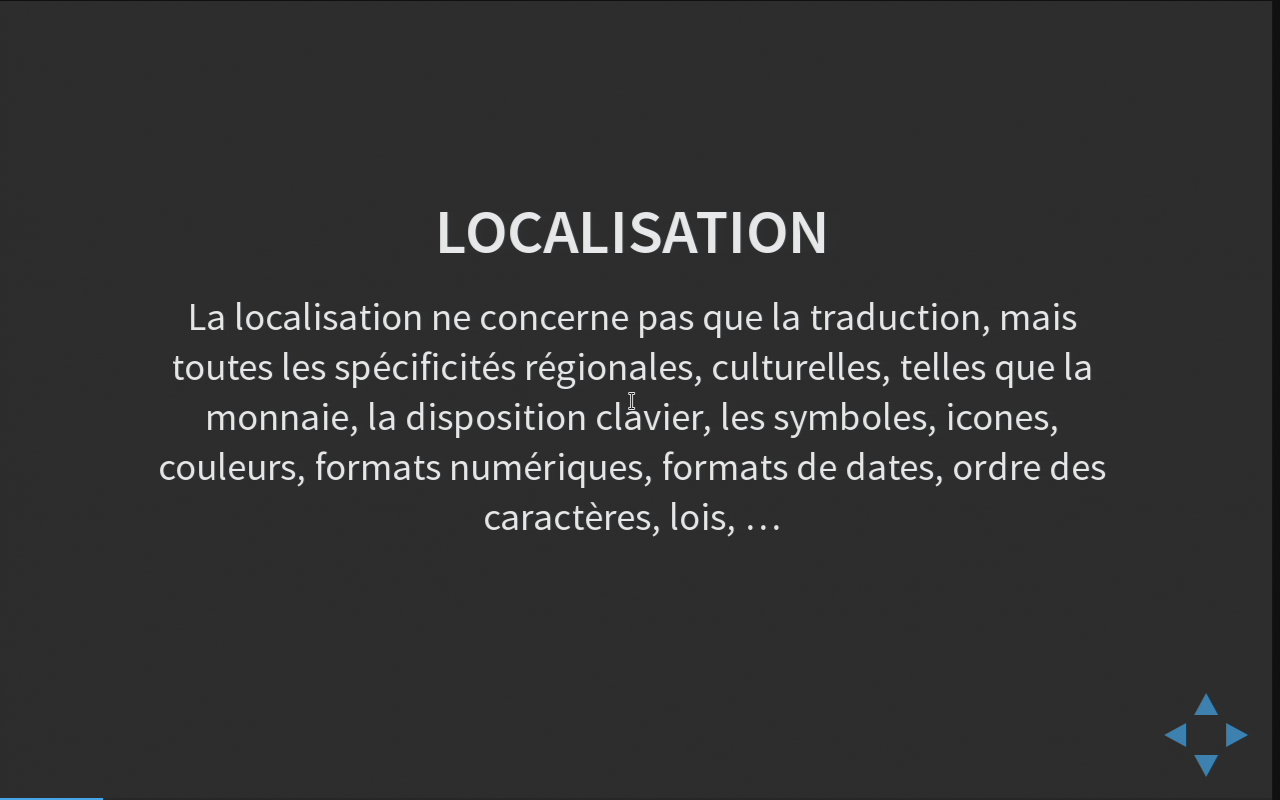 LOCALISATION
La localisation ne concerne pas que la traduction, mais
toutes les spécificités régionales, culturelles, telles que la
monnaie, la disposition clavier, les symboles, icones,
couleurs, formats numériques, formats de dates, ordre des
caractères, lois, …